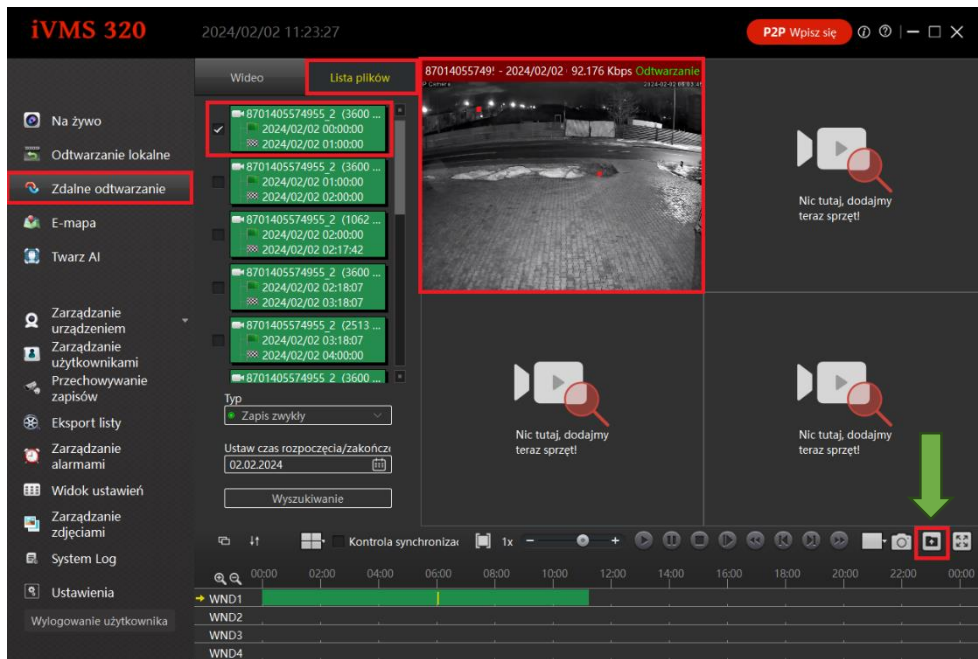 iVMS 320
2024/02/02 11:23:27
P2P Wpisz się
Na żywo
Odtwarzanie lokalne
Zdalne odtwarzanie
E-mapa
Twarz AI
Zarządzanie
urządzeniem
Zarządzanie
użytkownikami
Przechowywanie
zapisów
Eksport listy
Zarządzanie
alarmami
Widok ustawień
Zarządzanie
zdjęciami
System Log
Ustawienia
Wylogowanie użytkownika
Wideo
Lista plików
8701405574955_2 (3600 ...
2024/02/02 00:00:00
2024/02/02 01:00:00
8701405574955_2 (3600 ...
2024/02/02 01:00:00
2024/02/02 02:00:00
8701405574955_2 (1062 ...
2024/02/02 02:00:00
2024/02/02 02:17:42
8701405574955_2 (3600 ...
2024/02/02 02:18:07
2024/02/02 03:18:07
8701405574955_2 (2513 ...
2024/02/02 03:18:07
2024/02/02 04:00:00
8701405574955_2 (3600 ...
Typ
Zapis zwykły
Ustaw czas rozpoczęcia/zakończ
02.02.2024
Wyszukiwanie
87014055749! - 2024/02/02 · 92.176 Kbps Odtwarzanie
P Camera
Nic tutaj, dodajmy
teraz sprzęt!
Nic tutaj, dodajmy
teraz sprzęt!
Nic tutaj, dodajmy
teraz sprzęt!
Kontrola synchronizac
1x - +
00:00 02:00 04:00 06:00 08:00 10:00 12:00 14:00 16:00 18:00 20:00 22:00 00:00
WND1
WND2
WND3
WND4